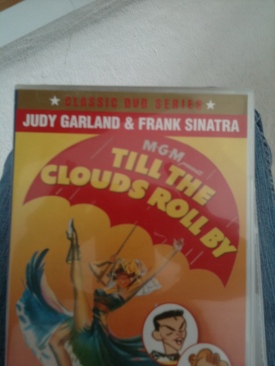 ★ CLASSIC DVD SERIES ★
JUDY GARLAND & FRANK SINATRA
MGM
TILL THE
CLOUDS ROLL BY